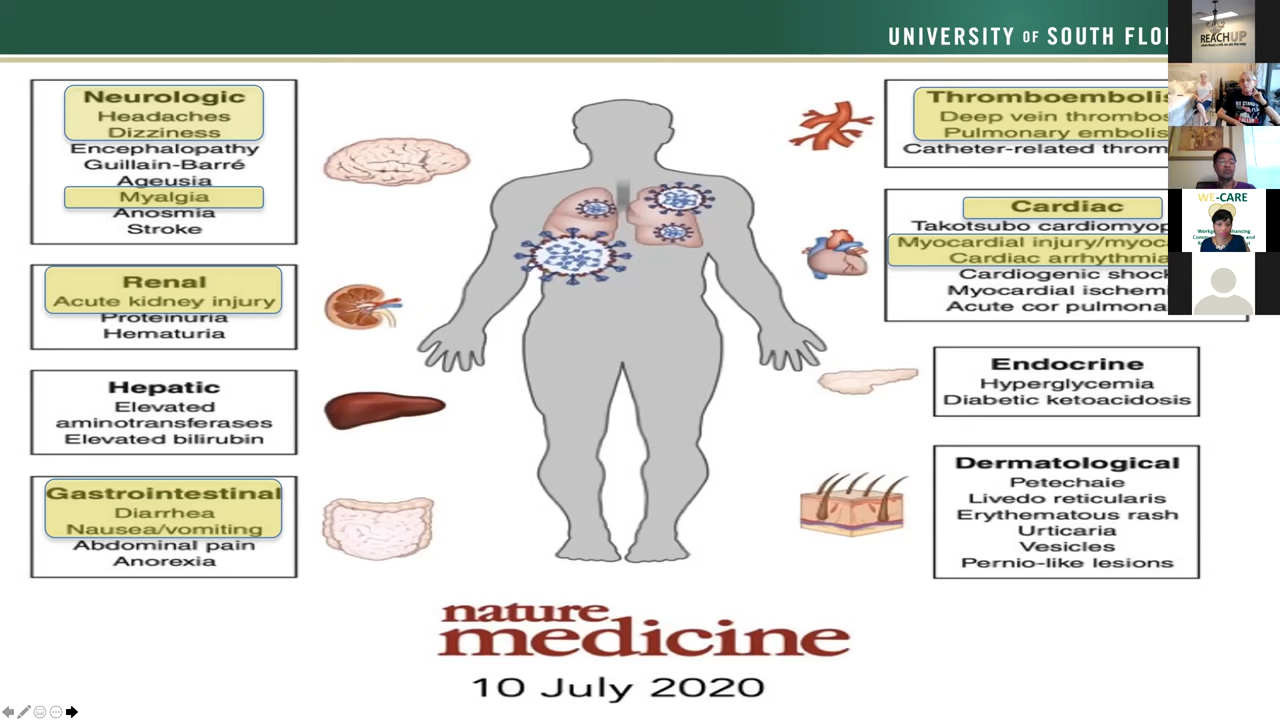 UNIVERSITY OF SOUTH
Neurologic
Headaches
Dizziness
Encephalopathy
Guillain-Barré
Ageusia
Myalgia
Anosmia
Stroke
Renal
Acute kidney injury
Proteinuria
Hematuria
Hepatic
Elevated
aminotransferases
Elevated bilirubin
Gastrointestinal
Diarrhea
Nausea/vomiting
Abdominal pain
Anorexia
Thromboembolis
Deep vein thrombos
Pulmonary embolis
Catheter-related throm
Cardiac
Takotsubo cardiomyop
Myocardial injury/myoc
Cardiac arrhythmia
Cardiogenic shock
Myocardial ischem
Acute cor pulmona
Endocrine
Hyperglycemia
Diabetic ketoacidosis
Dermatological
Petechaie
Livedo reticularis
Erythematous rash
Urticaria
Vesicles
Pernio-like lesions
nature
medicine
10 July 2020
REACHUP
WE-CARE